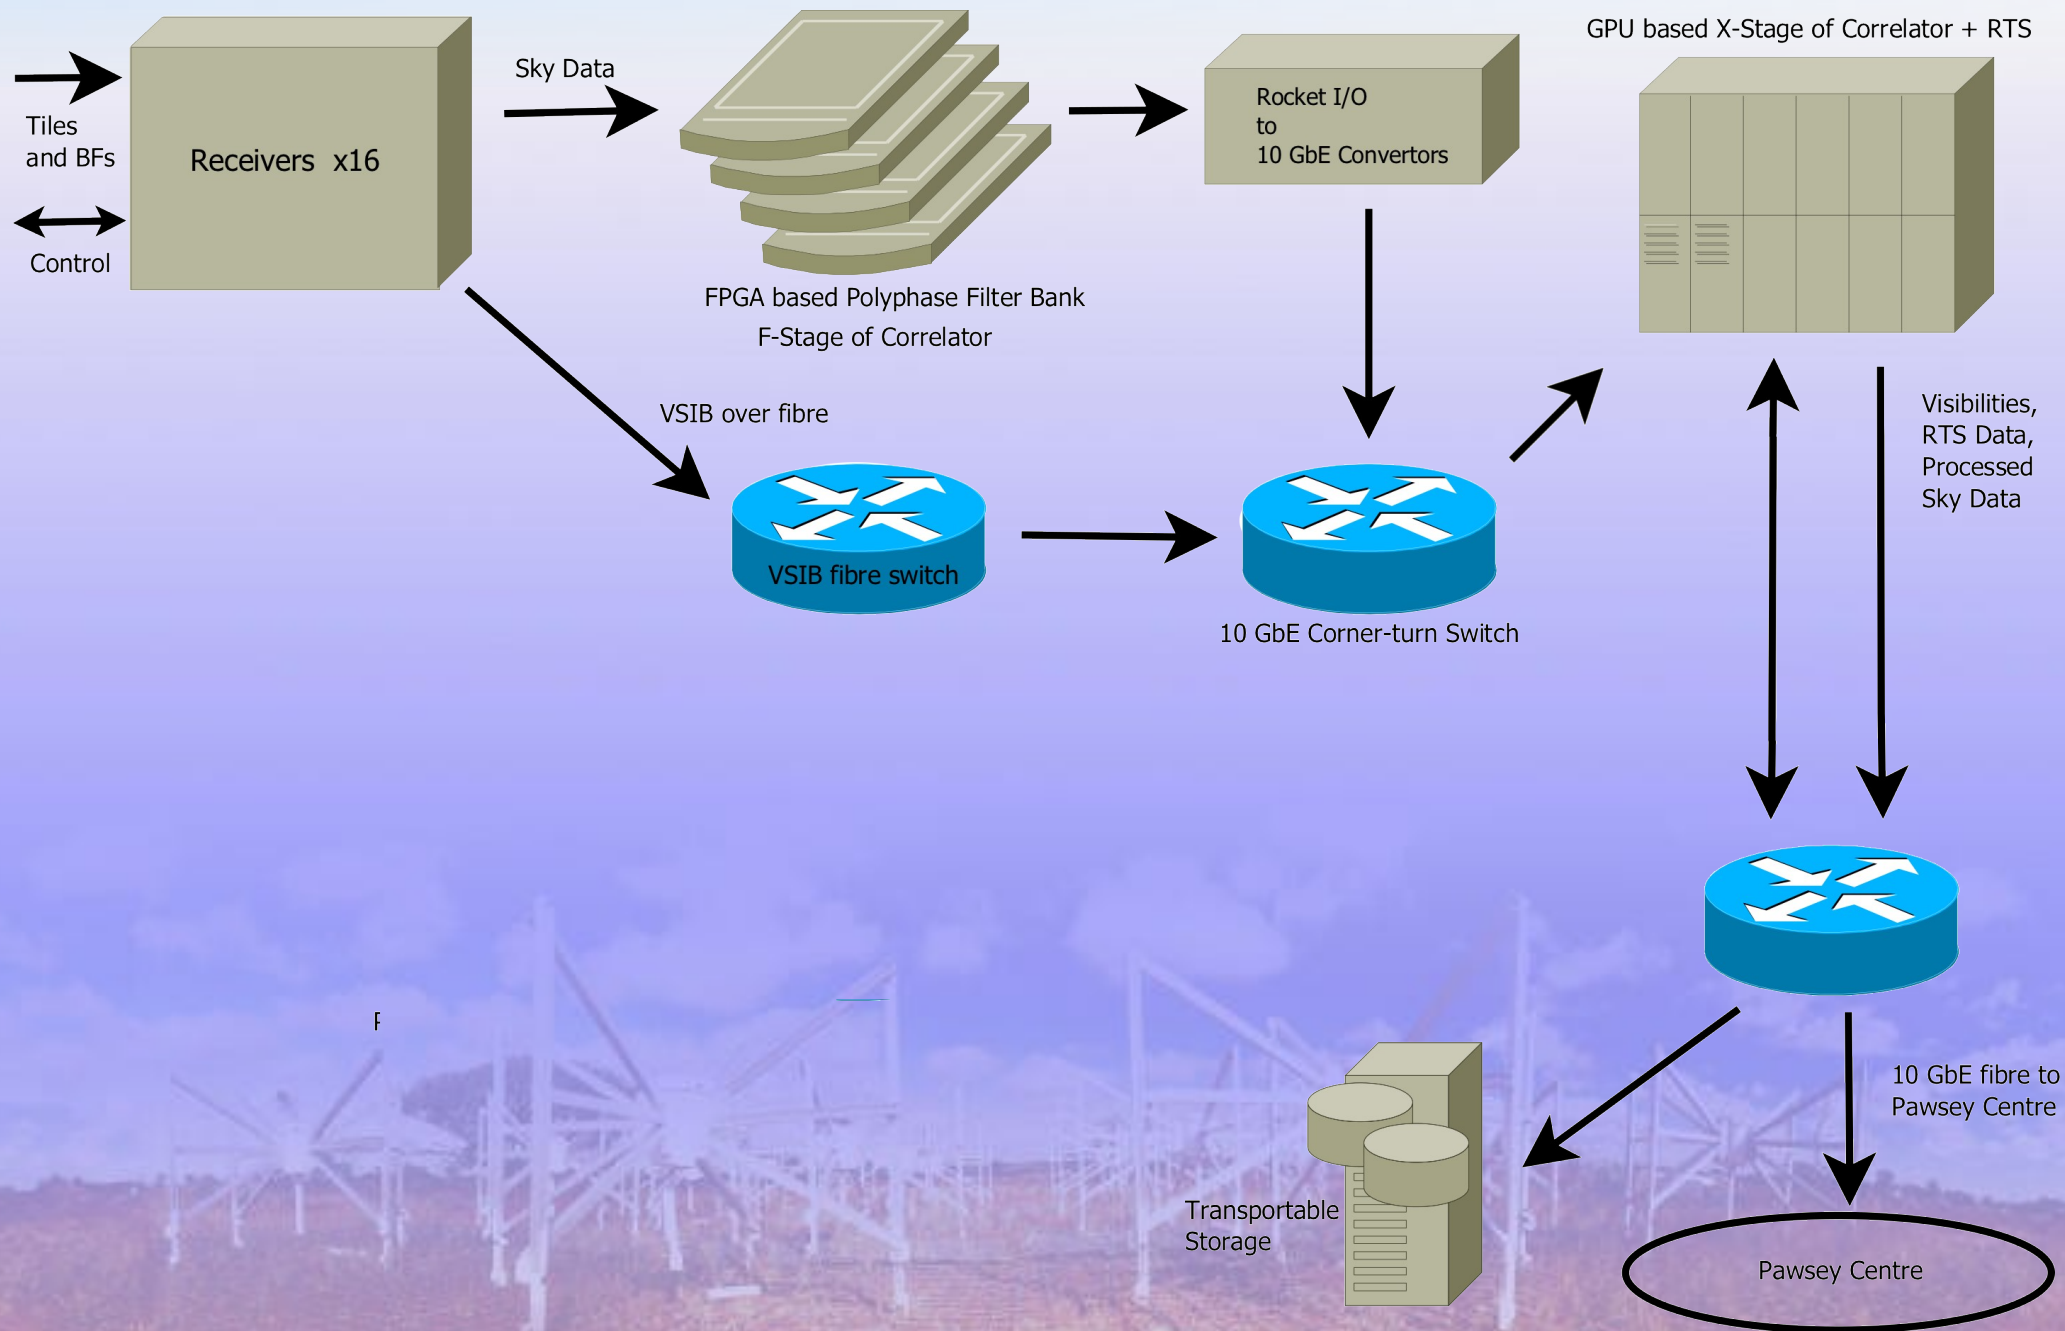 GPU based X-Stage of Correlator + RTS
Sky Data
Tiles
and BFs
Receivers x16
Control
Rocket I/O
to
10 GbE Convertors
FPGA based Polyphase Filter Bank
F-Stage of Correlator
VSIB over fibre
Visibilities,
RTS Data,
Processed
Sky Data
VSIB fibre switch
10 GbE Corner-turn Switch
10 GbE fibre to
Pawsey Centre
Transportable
Storage
Pawsey Centre